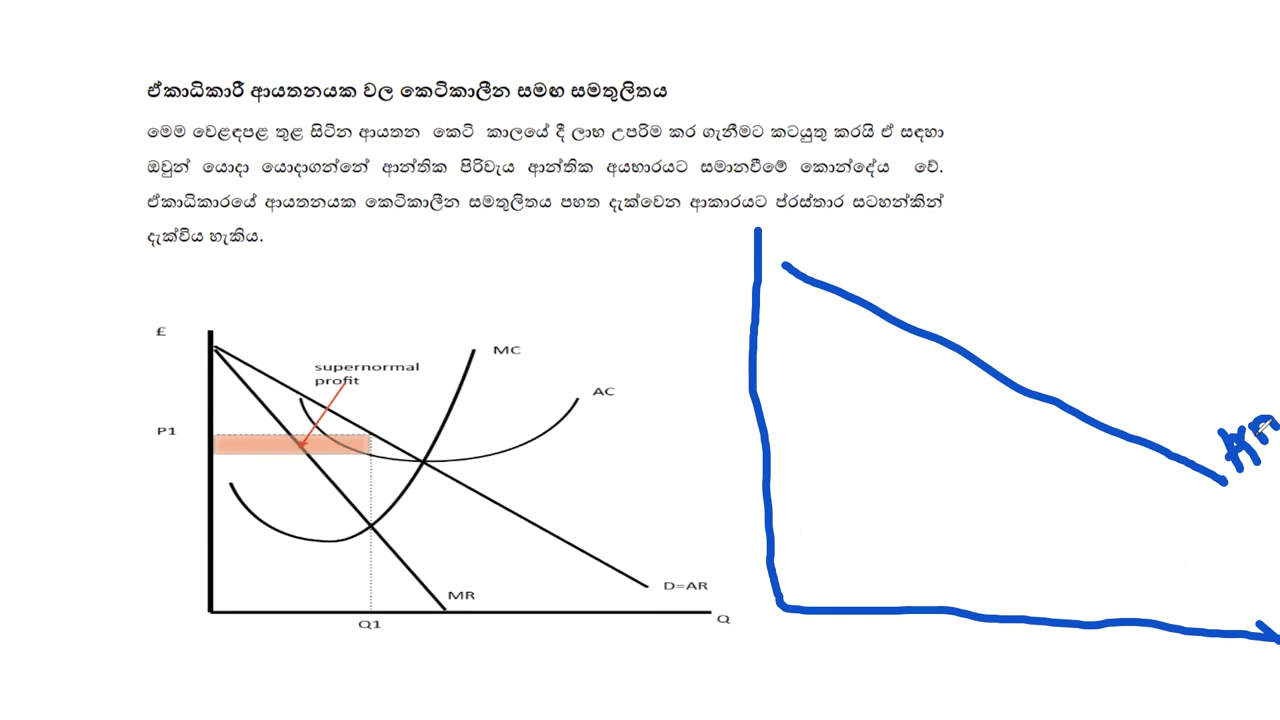 ඒකාධිකාරී ආයතනයක වල කෙටිකාලීන සමඟ සමතුලිතය
මෙම වෙළඳපළ තුළ සිටින ආයතන කෙටි කාලයේ දී ලාභ උපරිම කර ගැනීමට කටයුතු කරයි ඒ සඳහා
ඔවුන් යොදා යොදාගන්නේ ආන්තික පිරිවැය ආන්තික අයභාරයට සමානවීමේ කොන්දේය වේ.
ඒකාධිකාරයේ ආයතනයක කෙටිකාලීන සමතුලිතය පහත දැක්වෙන ආකාරයට ප්රස්තාර සටහන්කින්
දැක්විය හැකිය.
£
MC
supernormal
profit
AC
P1
D=AR
MR
Q
Q1